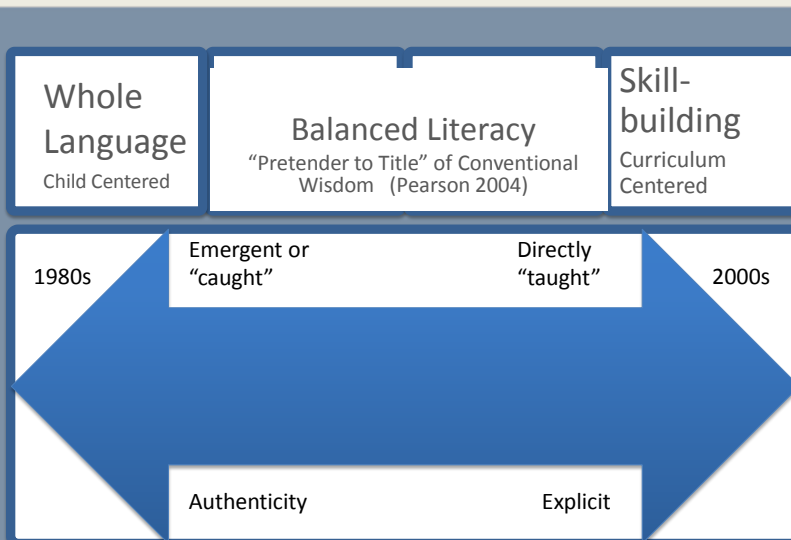 Whole
Language
Child Centered
Balanced Literacy
“Pretender to Title” of Conventional
Wisdom (Pearson 2004)
Skill-
building
Curriculum
Centered
1980s
Emergent or
“caught”
Directly
“taught”
2000s
Authenticity
Explicit